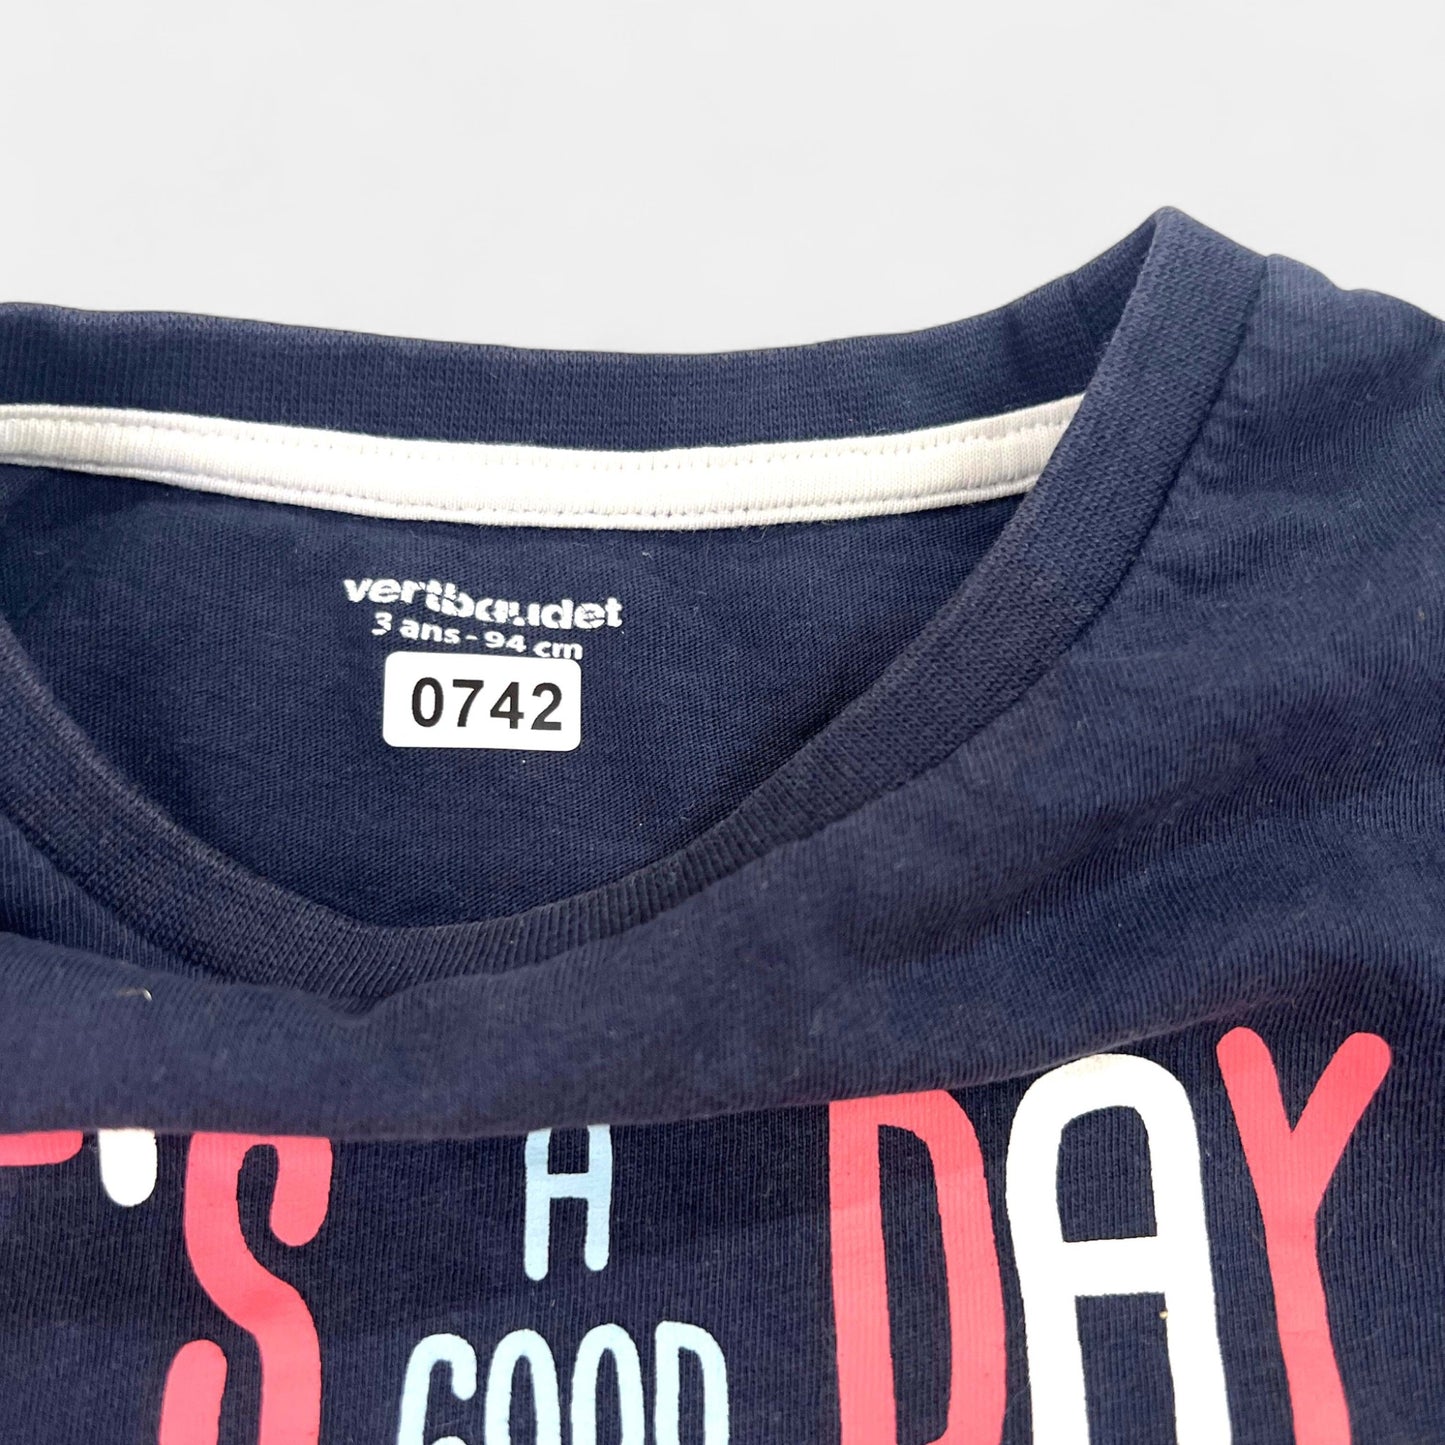 vertbaudet
3 ans - 94 cm
0742
'S A DAY
GOOD